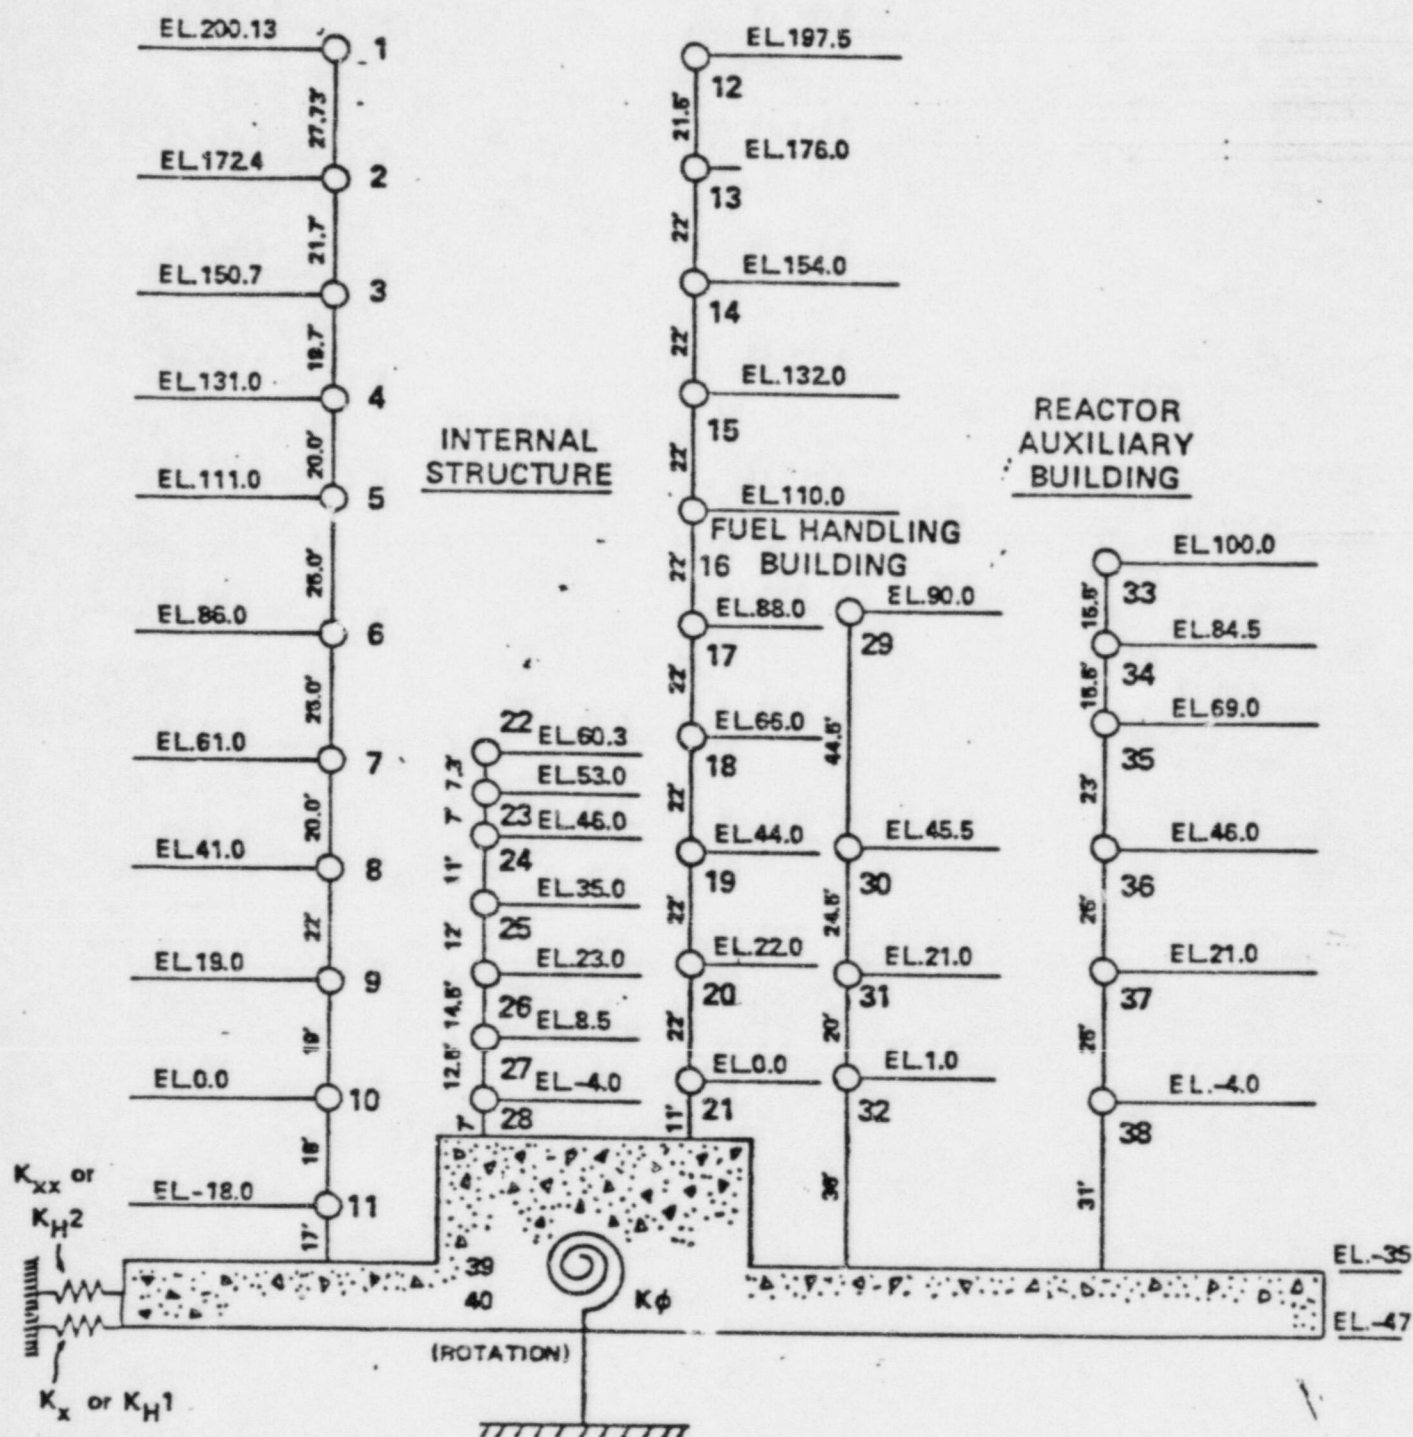 EL.200.13
1
27.73'
EL.172.4
2
21.7'
EL.150.7
3
19.7'
EL.131.0
4
20.0'
EL.111.0
5
25.0'
EL.86.0
6
25.0'
EL.61.0
7
20.0'
EL.41.0
8
22'
EL.19.0
9
19'
EL.0.0
10
18'
EL.-18.0
11
17'
INTERNAL
STRUCTURE
22
EL.60.3
7.3'
EL.53.0
23
7'
EL.46.0
24
11'
EL.35.0
25
12'
EL.23.0
26
14.5'
EL.8.5
27
12.5'
EL.-4.0
28
7'
EL.197.5
12
21.5'
EL.176.0
13
22'
EL.154.0
14
22'
EL.132.0
15
22'
EL.110.0
16
22'
EL.88.0
17
22'
EL.66.0
18
22'
EL.44.0
19
22'
EL.22.0
20
22'
EL.0.0
21
11'
FUEL HANDLING
BUILDING
EL.90.0
29
44.5'
EL.45.5
30
24.5'
EL.21.0
31
20'
EL.1.0
32
36'
REACTOR
AUXILIARY
BUILDING
EL.100.0
33
15.5'
EL.84.5
34
15.5'
EL.69.0
35
23'
EL.46.0
36
25'
EL.21.0
37
25'
EL.-4.0
38
31'
Kxx or
KH2
39
40
Kφ
(ROTATION)
Kx or KH1
EL.-35
EL.-47